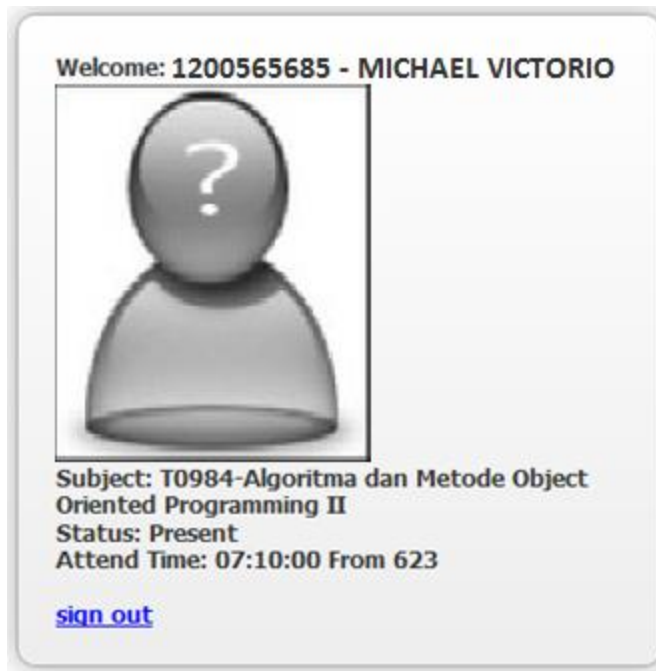 Welcome: 1200565685 - MICHAEL VICTORIO
?
Subject: T0984-Algoritma dan Metode Object
Oriented Programming II
Status: Present
Attend Time: 07:10:00 From 623
sign out